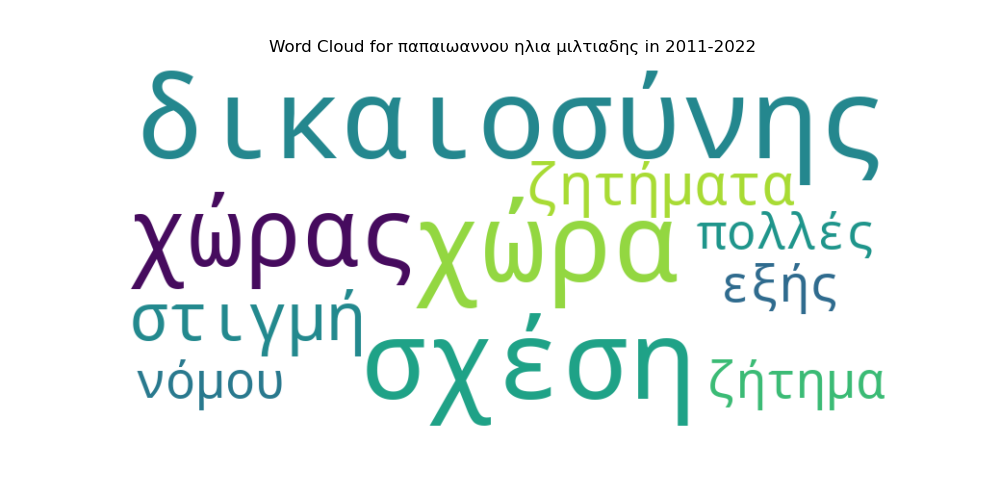 Word Cloud for παπαιωαννου ηλια μιλτιαδης in 2011-2022
δικαιοσύνης
ζητήματα
χώρας
χώρα
πολλές
εξής
στιγμή
σχέση
νόμου
ζήτημα